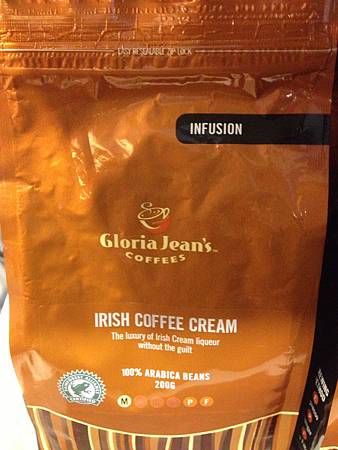 EASY RESEALABLE ZIP LOCK
INFUSION
Gloria Jean's
COFFEES
IRISH COFFEE CREAM
The luxury of Irish Cream liqueur
without the guilt
100% ARABICA BEANS
200G
M P F